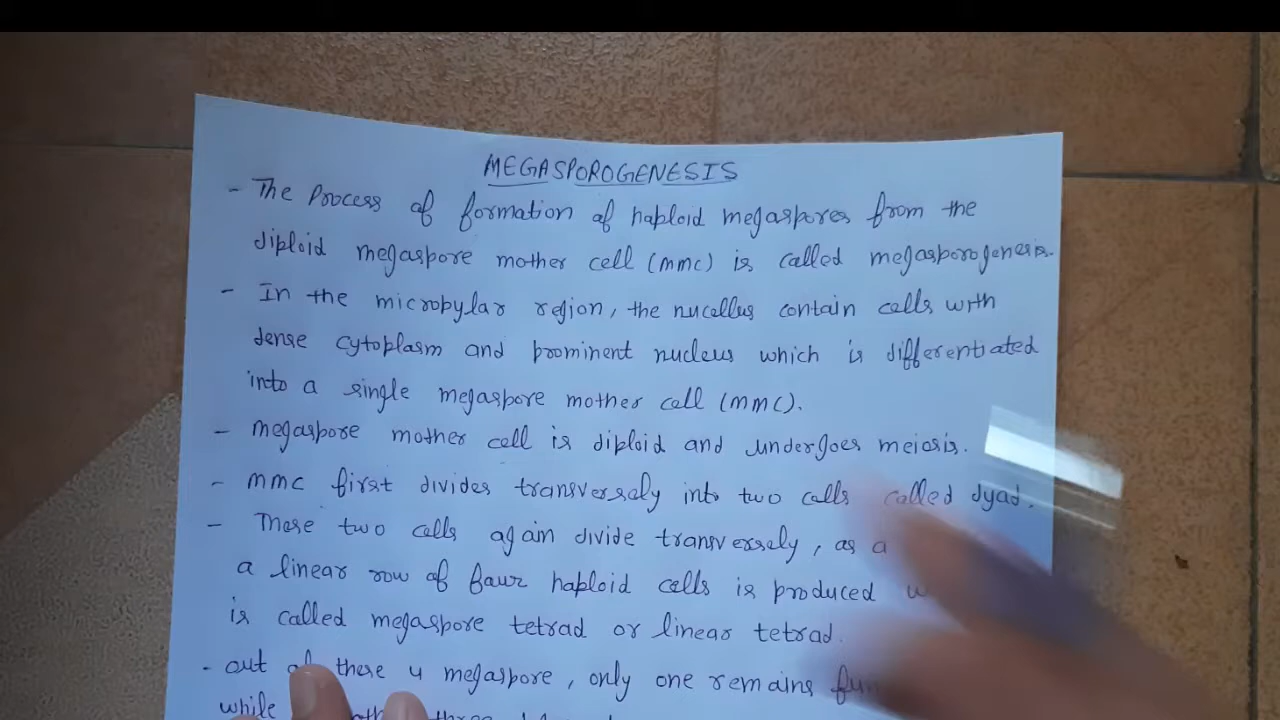 MEGASPOROGENESIS
- The Process of formation of haploid megaspores from the
diploid megaspore mother cell (mmc) is called megasporogenesis.
- In the micropylar region, the nucellus contain cells with
dense cytoplasm and prominent nucleus which is differentiated
into a single megaspore mother cell (mmc).
- megaspore mother cell is diploid and undergoes meiosis.
- mmc first divides transversely into two cells called dyad.
- These two cells again divide transversely, as a
a linear row of four haploid cells is produced
is called megaspore tetrad or linear tetrad.
- out of these 4 megaspore, only one remains
while